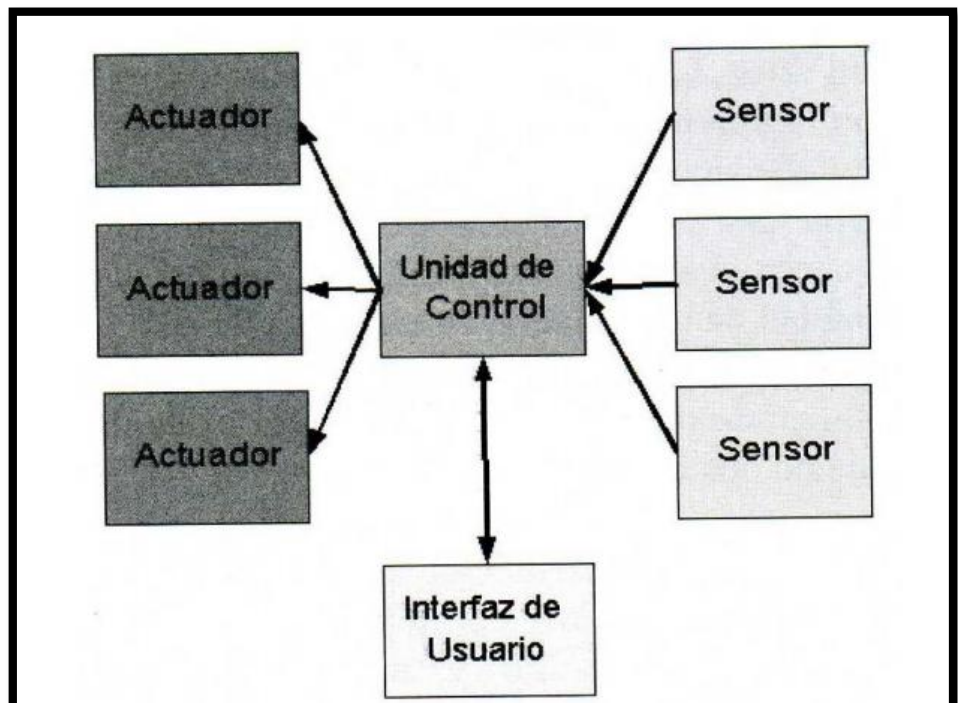 Actuador
Sensor
Actuador
Unidad de
Control
Sensor
Actuador
Sensor
Interfaz de
Usuario